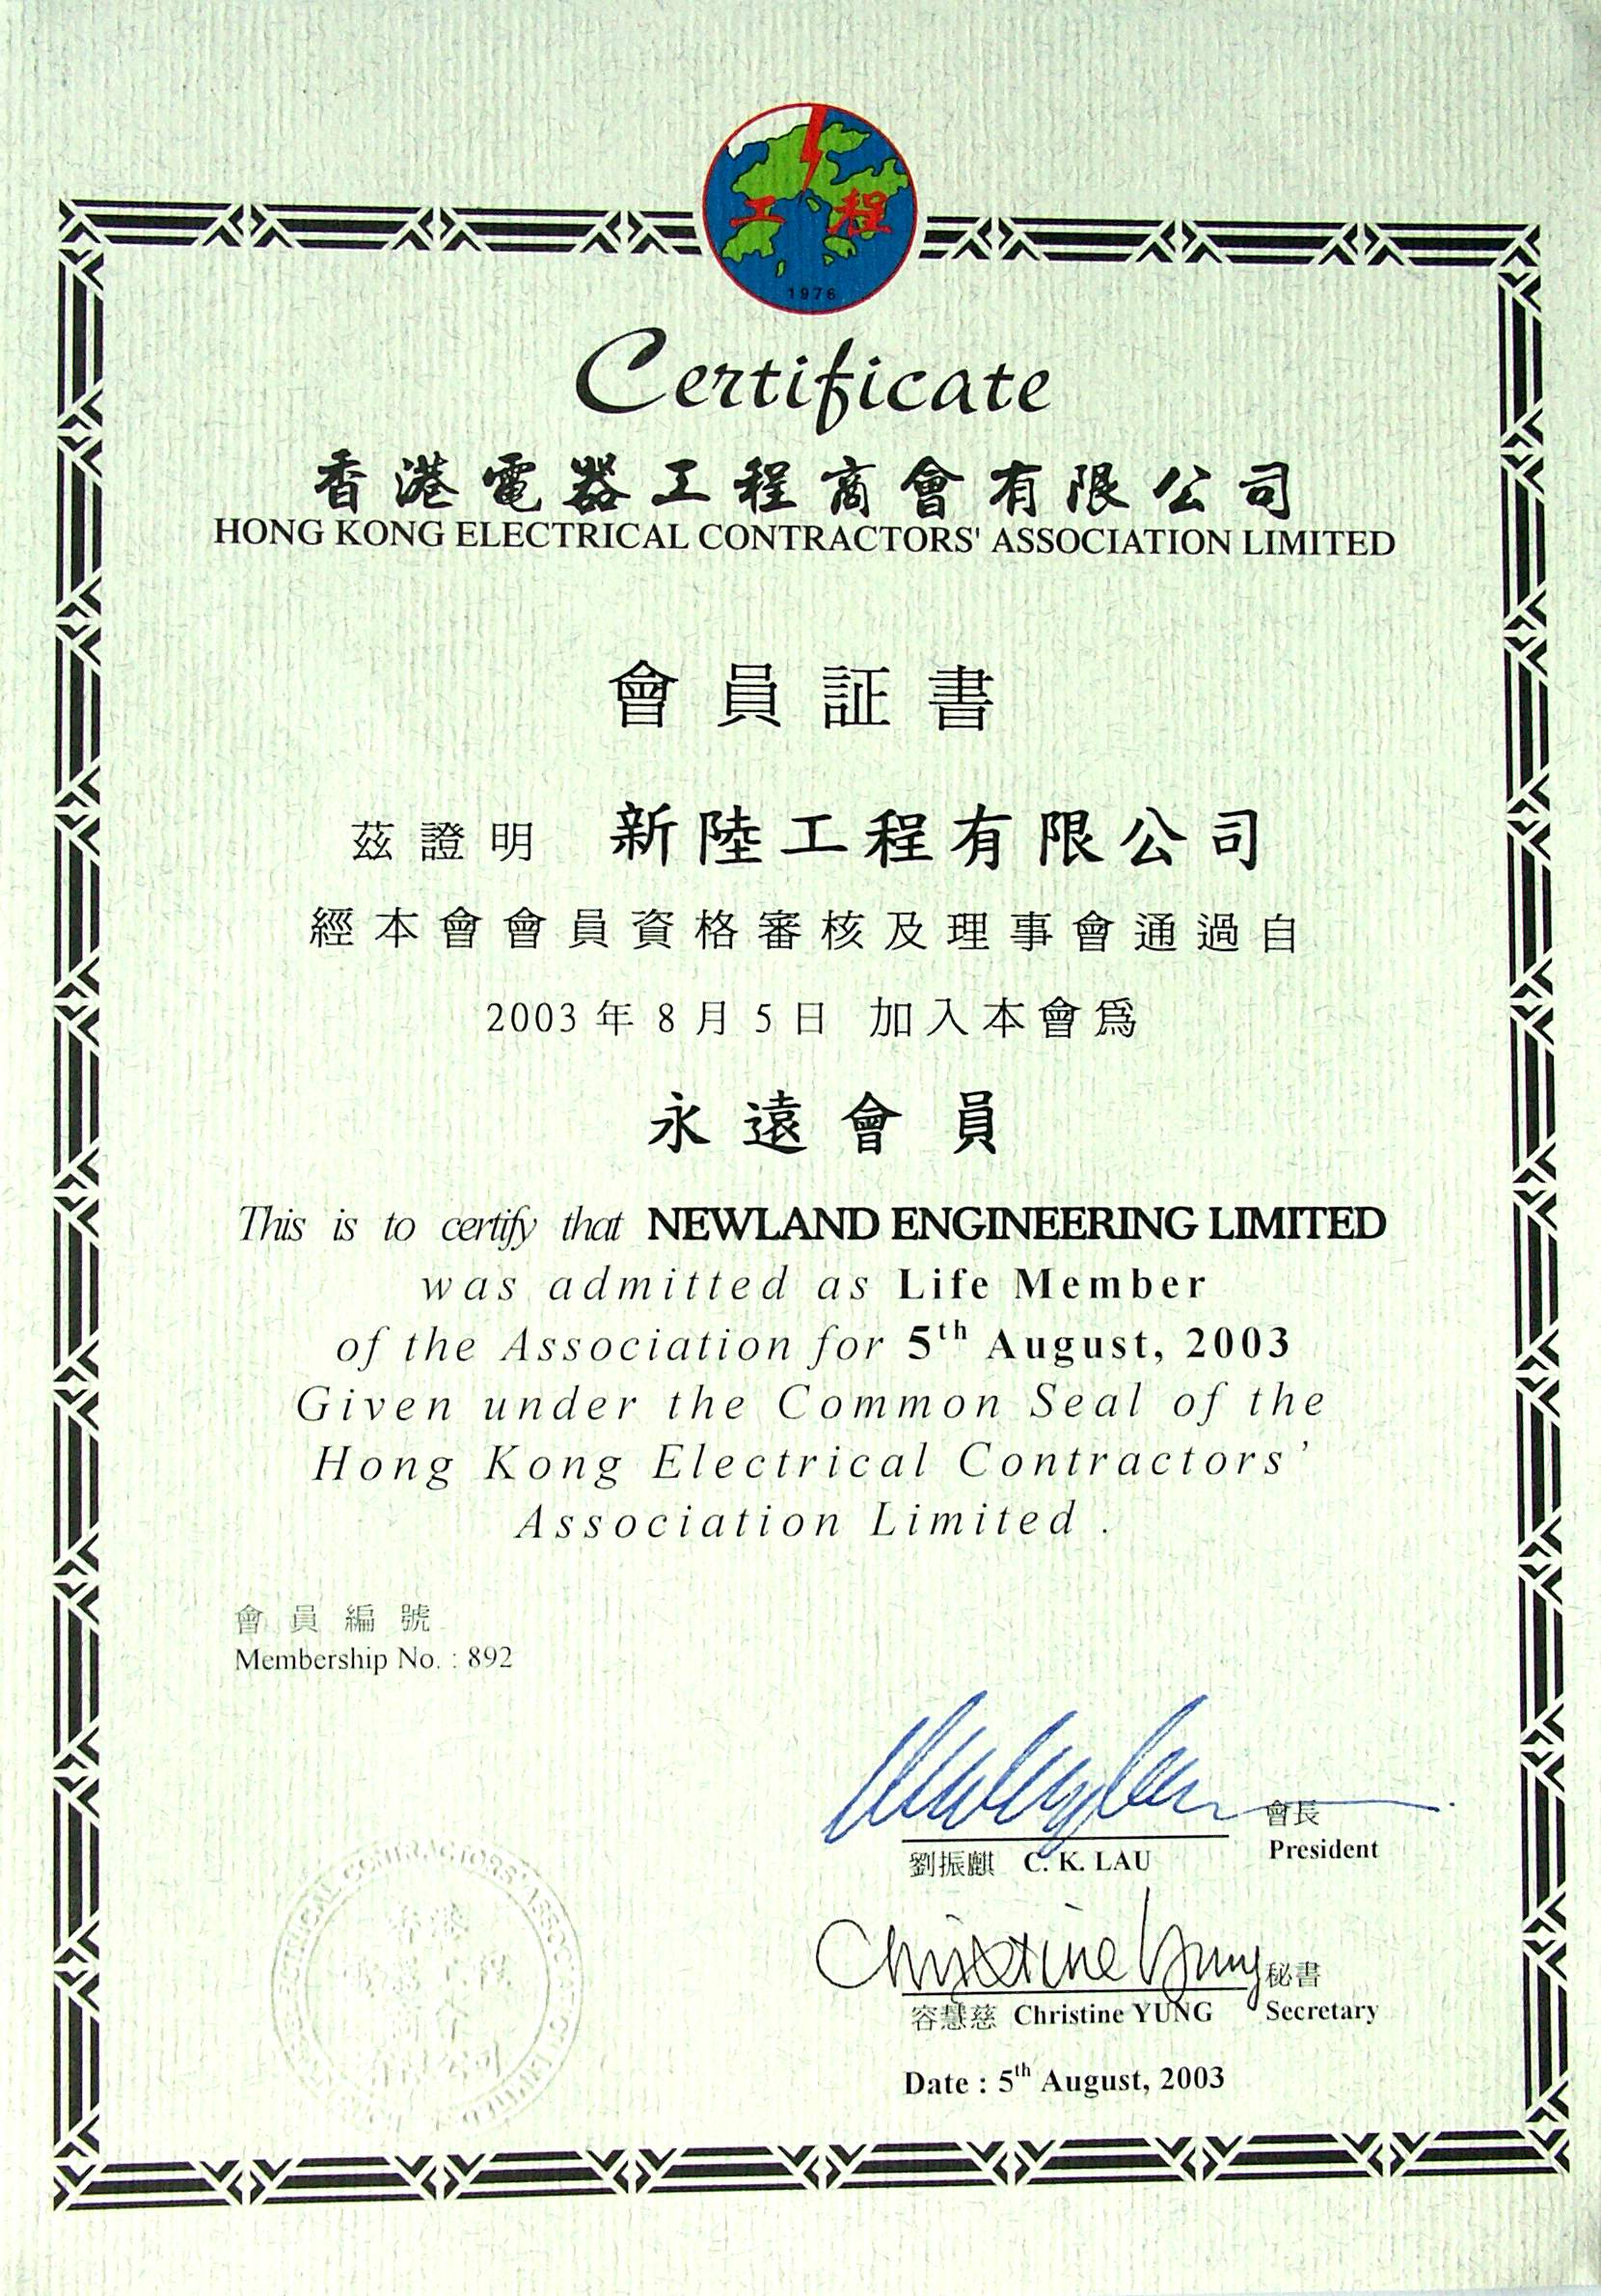 工程
1976
Certificate
香港電器工程商會有限公司
HONG KONG ELECTRICAL CONTRACTORS' ASSOCIATION LIMITED
會員証書
茲證明 新陸工程有限公司
經本會會員資格審核及理事會通過自
2003年8月5日 加入本會爲
永遠會員
This is to certify that NEWLAND ENGINEERING LIMITED
was admitted as Life Member
of the Association for 5th August, 2003
Given under the Common Seal of the
Hong Kong Electrical Contractors’
Association Limited .
會員編號
Membership No. : 892
會長
劉振麒 C. K. LAU President
Christine Yung 秘書
容慧慈 Christine YUNG Secretary
Date : 5th August, 2003
CONTRACTORS' ASSOC